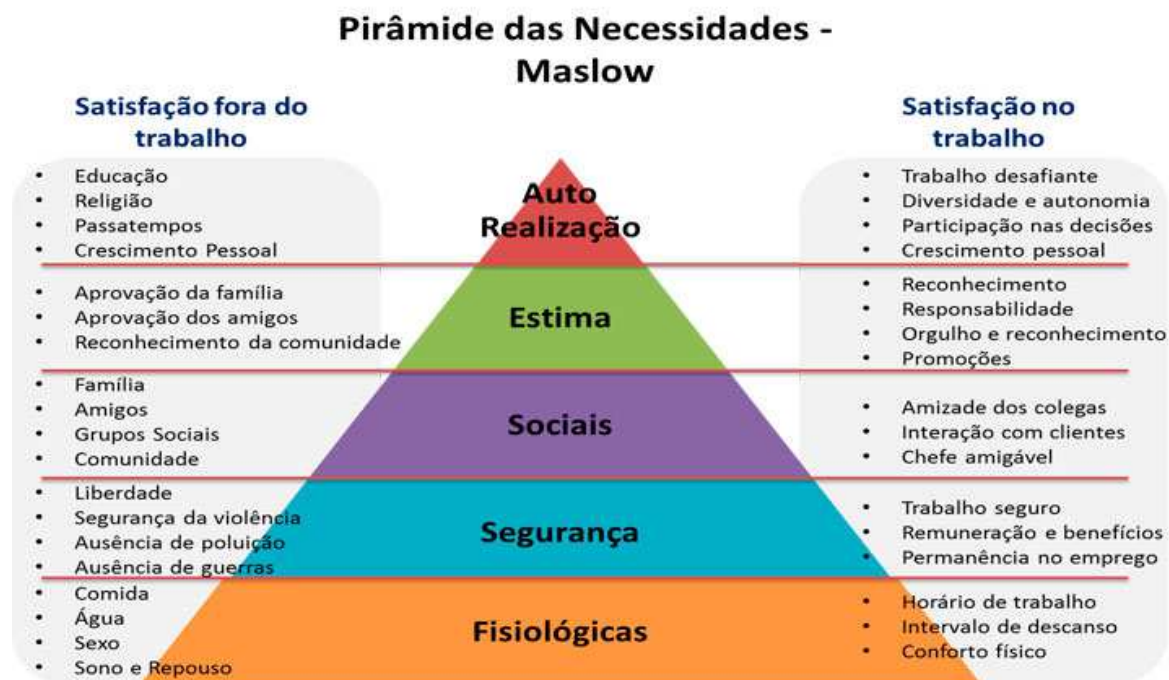 Pirâmide das Necessidades -
Maslow
Satisfação fora do
trabalho
Satisfação no
trabalho
• Educação
• Religião
• Passatempos
• Crescimento Pessoal
Auto
Realização
• Trabalho desafiante
• Diversidade e autonomia
• Participação nas decisões
• Crescimento pessoal
• Aprovação da família
• Aprovação dos amigos
• Reconhecimento da comunidade
Estima
• Reconhecimento
• Responsabilidade
• Orgulho e reconhecimento
• Promoções
• Família
• Amigos
• Grupos Sociais
• Comunidade
Sociais
• Amizade dos colegas
• Interação com clientes
• Chefe amigável
• Liberdade
• Segurança da violência
• Ausência de poluição
• Ausência de guerras
Segurança
• Trabalho seguro
• Remuneração e benefícios
• Permanência no emprego
• Comida
• Água
• Sexo
• Sono e Repouso
Fisiológicas
• Horário de trabalho
• Intervalo de descanso
• Conforto físico